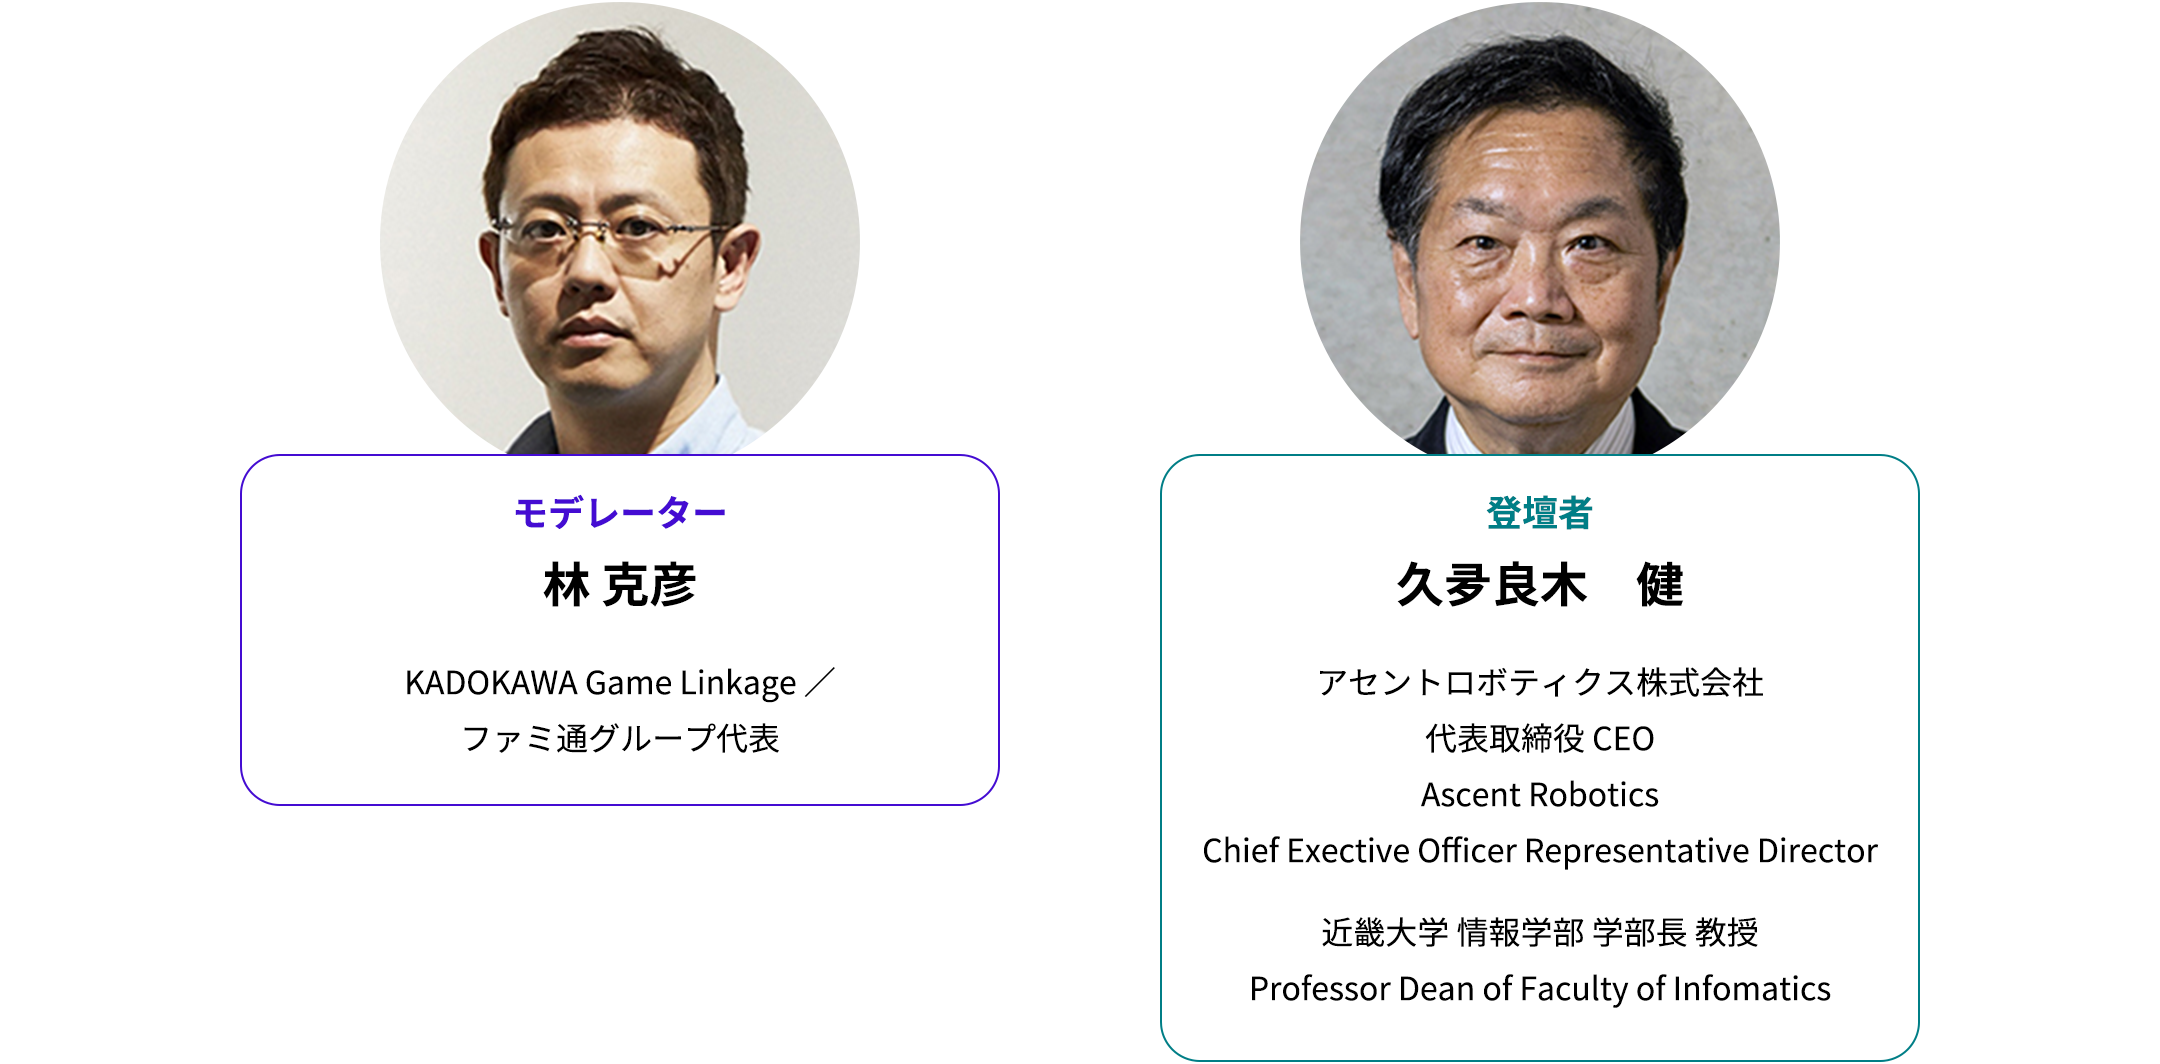 モデレーター
林 克彦
KADOKAWA Game Linkage ／
ファミ通グループ代表
登壇者
久夛良木　健
アセントロボティクス株式会社
代表取締役 CEO
Ascent Robotics
Chief Exective Officer Representative Director
近畿大学 情報学部 学部長 教授
Professor Dean of Faculty of Infomatics